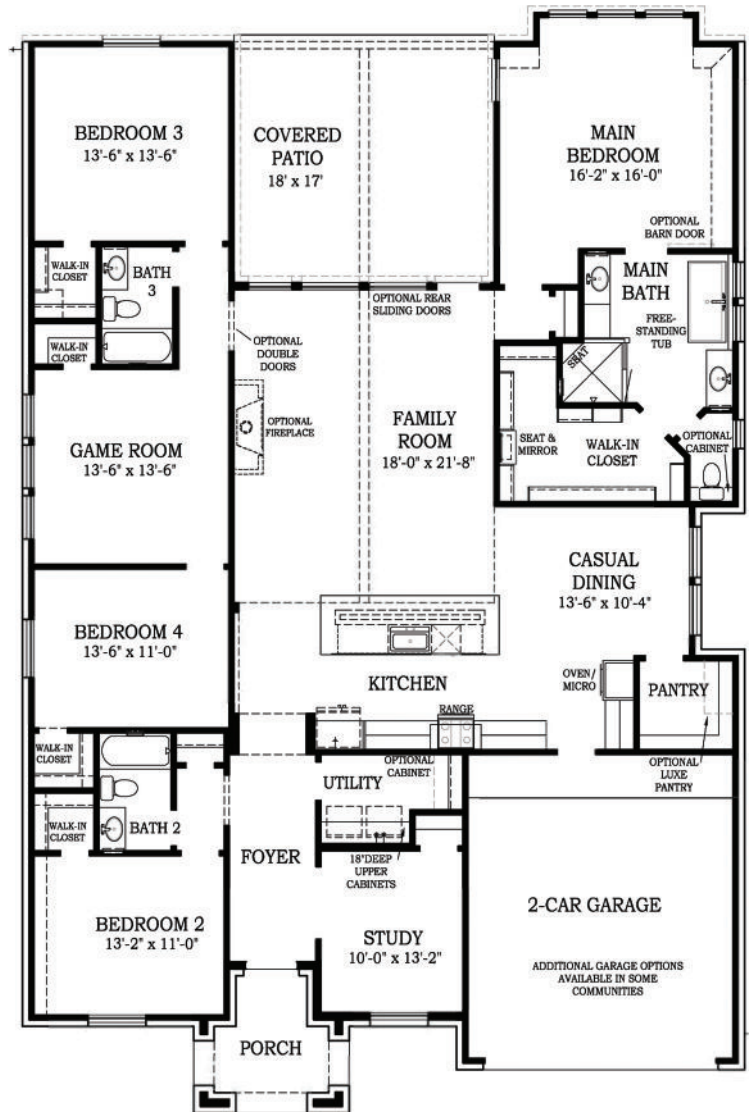 BEDROOM 3
13'-6" x 13'-6"
COVERED
PATIO
18' x 17'
MAIN
BEDROOM
16'-2" x 16'-0"
OPTIONAL
BARN DOOR
WALK-IN
CLOSET
BATH
3
MAIN
BATH
FREE-
STANDING
TUB
OPTIONAL REAR
SLIDING DOORS
WALK-IN
CLOSET
OPTIONAL
DOUBLE
DOORS
SEAT
GAME ROOM
13'-6" x 13'-6"
OPTIONAL
FIREPLACE
FAMILY
ROOM
18'-0" x 21'-8"
SEAT &
MIRROR
WALK-IN
CLOSET
OPTIONAL
CABINET
CASUAL
DINING
13'-6" x 10'-4"
BEDROOM 4
13'-6" x 11'-0"
KITCHEN
OVEN/
MICRO
PANTRY
RANGE
WALK-IN
CLOSET
OPTIONAL
CABINET
UTILITY
OPTIONAL
LUXE
PANTRY
WALK-IN
CLOSET
BATH 2
FOYER
18"DEEP
UPPER
CABINETS
BEDROOM 2
13'-2" x 11'-0"
STUDY
10'-0" x 13'-2"
2-CAR GARAGE
ADDITIONAL GARAGE OPTIONS
AVAILABLE IN SOME
COMMUNITIES
PORCH